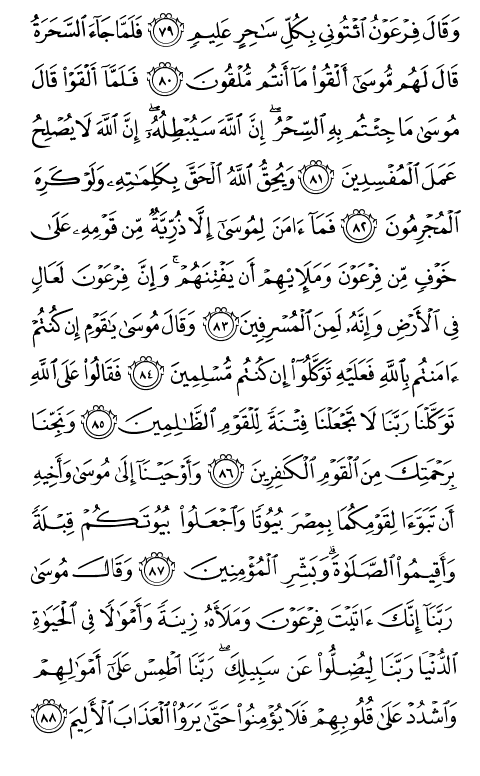 وَقَالَ فِرْعَوْنُ ٱئْتُونِى بِكُلِّ سَـٰحِرٍ عَلِيمٍ ٧٩ فَلَمَّا جَآءَ ٱلسَّحَرَةُ
قَالَ لَهُم مُّوسَىٰٓ أَلْقُوا۟ مَآ أَنتُم مُّلْقُونَ ٨٠ فَلَمَّآ أَلْقَوْا۟ قَالَ
مُوسَىٰ مَا جِئْتُم بِهِ ٱلسِّحْرُ ۖ إِنَّ ٱللَّهَ سَيُبْطِلُهُۥٓ ۖ إِنَّ ٱللَّهَ لَا يُصْلِحُ
عَمَلَ ٱلْمُفْسِدِينَ ٨١ وَيُحِقُّ ٱللَّهُ ٱلْحَقَّ بِكَلِمَـٰتِهِۦ وَلَوْ كَرِهَ
ٱلْمُجْرِمُونَ ٨٢ فَمَآ ءَامَنَ لِمُوسَىٰٓ إِلَّا ذُرِّيَّةٌ مِّن قَوْمِهِۦ عَلَىٰ
خَوْفٍ مِّن فِرْعَوْنَ وَمَلَإِي۟هِمْ أَن يَفْتِنَهُمْ ۚ وَإِنَّ فِرْعَوْنَ لَعَالٍ
فِى ٱلْأَرْضِ وَإِنَّهُۥ لَمِنَ ٱلْمُسْرِفِينَ ٨٣ وَقَالَ مُوسَىٰ يَـٰقَوْمِ إِن كُنتُمْ
ءَامَنتُم بِٱللَّهِ فَعَلَيْهِ تَوَكَّلُوٓا۟ إِن كُنتُم مُّسْلِمِينَ ٨٤ فَقَالُوا۟ عَلَى ٱللَّهِ
تَوَكَّلْنَا رَبَّنَا لَا تَجْعَلْنَا فِتْنَةً لِّلْقَوْمِ ٱلظَّـٰلِمِينَ ٨٥ وَنَجِّنَا
بِرَحْمَتِكَ مِنَ ٱلْقَوْمِ ٱلْكَـٰفِرِينَ ٨٦ وَأَوْحَيْنَآ إِلَىٰ مُوسَىٰ وَأَخِيهِ
أَن تَبَوَّءَا لِقَوْمِكُمَا بِمِصْرَ بُيُوتًا وَٱجْعَلُوا۟ بُيُوتَكُمْ قِبْلَةً
وَأَقِيمُوا۟ ٱلصَّلَوٰةَ ۗ وَبَشِّرِ ٱلْمُؤْمِنِينَ ٨٧ وَقَالَ مُوسَىٰ
رَبَّنَآ إِنَّكَ ءَاتَيْتَ فِرْعَوْنَ وَمَلَأَهُۥ زِينَةً وَأَمْوَٰلًا فِى ٱلْحَيَوٰةِ
ٱلدُّنْيَا رَبَّنَا لِيُضِلُّوا۟ عَن سَبِيلِكَ ۖ رَبَّنَا ٱطْمِسْ عَلَىٰٓ أَمْوَٰلِهِمْ
وَٱشْدُدْ عَلَىٰ قُلُوبِهِمْ فَلَا يُؤْمِنُوا۟ حَتَّىٰ يَرَوُا۟ ٱلْعَذَابَ ٱلْأَلِيمَ ٨٨